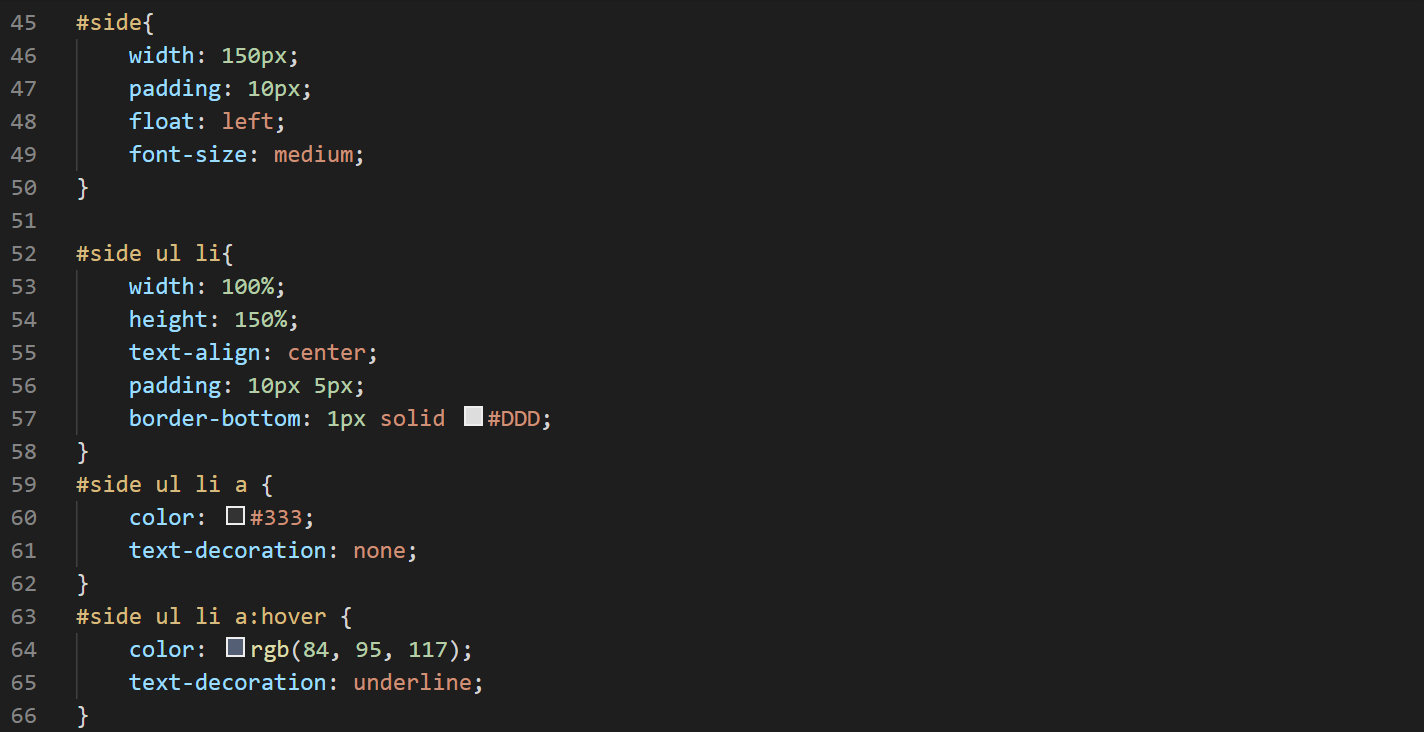 45 #side{
46 width: 150px;
47 padding: 10px;
48 float: left;
49 font-size: medium;
50 }
51
52 #side ul li{
53 width: 100%;
54 height: 150%;
55 text-align: center;
56 padding: 10px 5px;
57 border-bottom: 1px solid #DDD;
58 }
59 #side ul li a {
60 color: #333;
61 text-decoration: none;
62 }
63 #side ul li a:hover {
64 color: rgb(84, 95, 117);
65 text-decoration: underline;
66 }